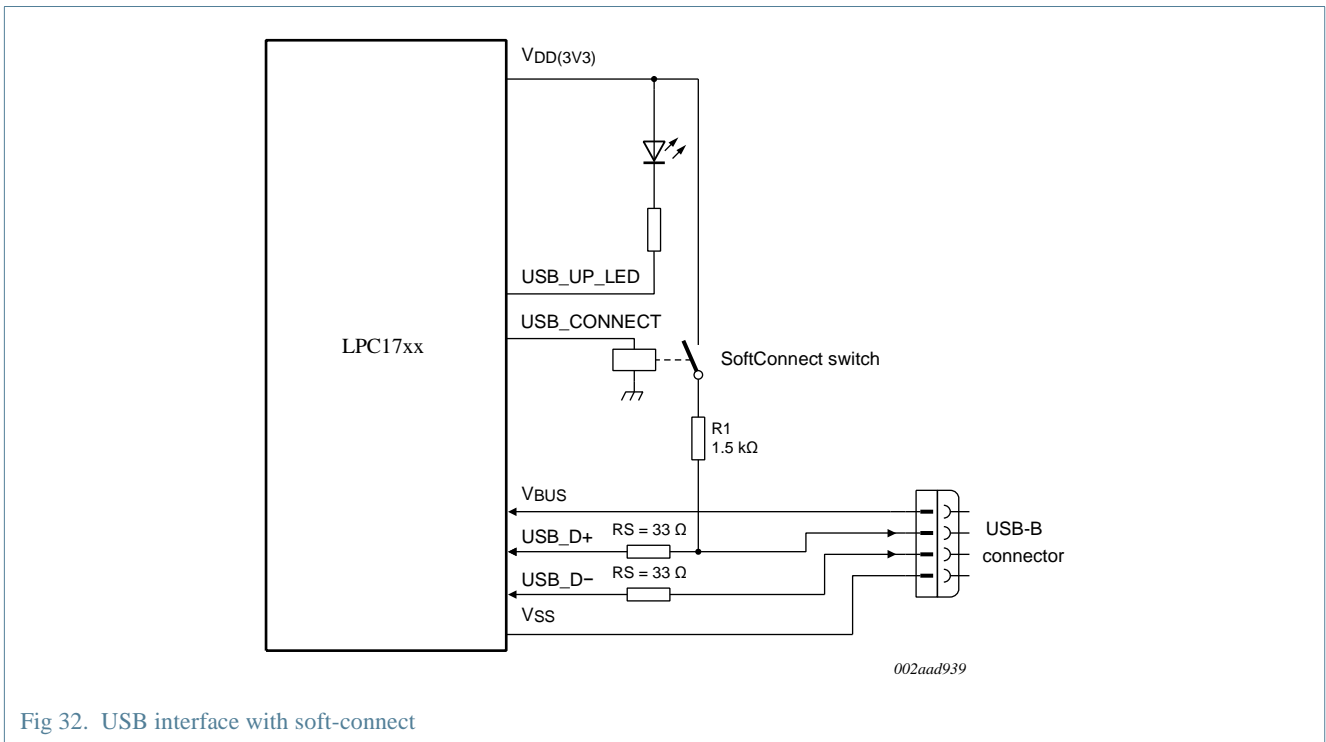 VDD(3V3)
USB_UP_LED
USB_CONNECT
LPC17xx
SoftConnect switch
R1
1.5 kΩ
VBUS
USB_D+
RS = 33 Ω
USB-B
connector
USB_D−
RS = 33 Ω
VSS
002aad939
Fig 32. USB interface with soft-connect